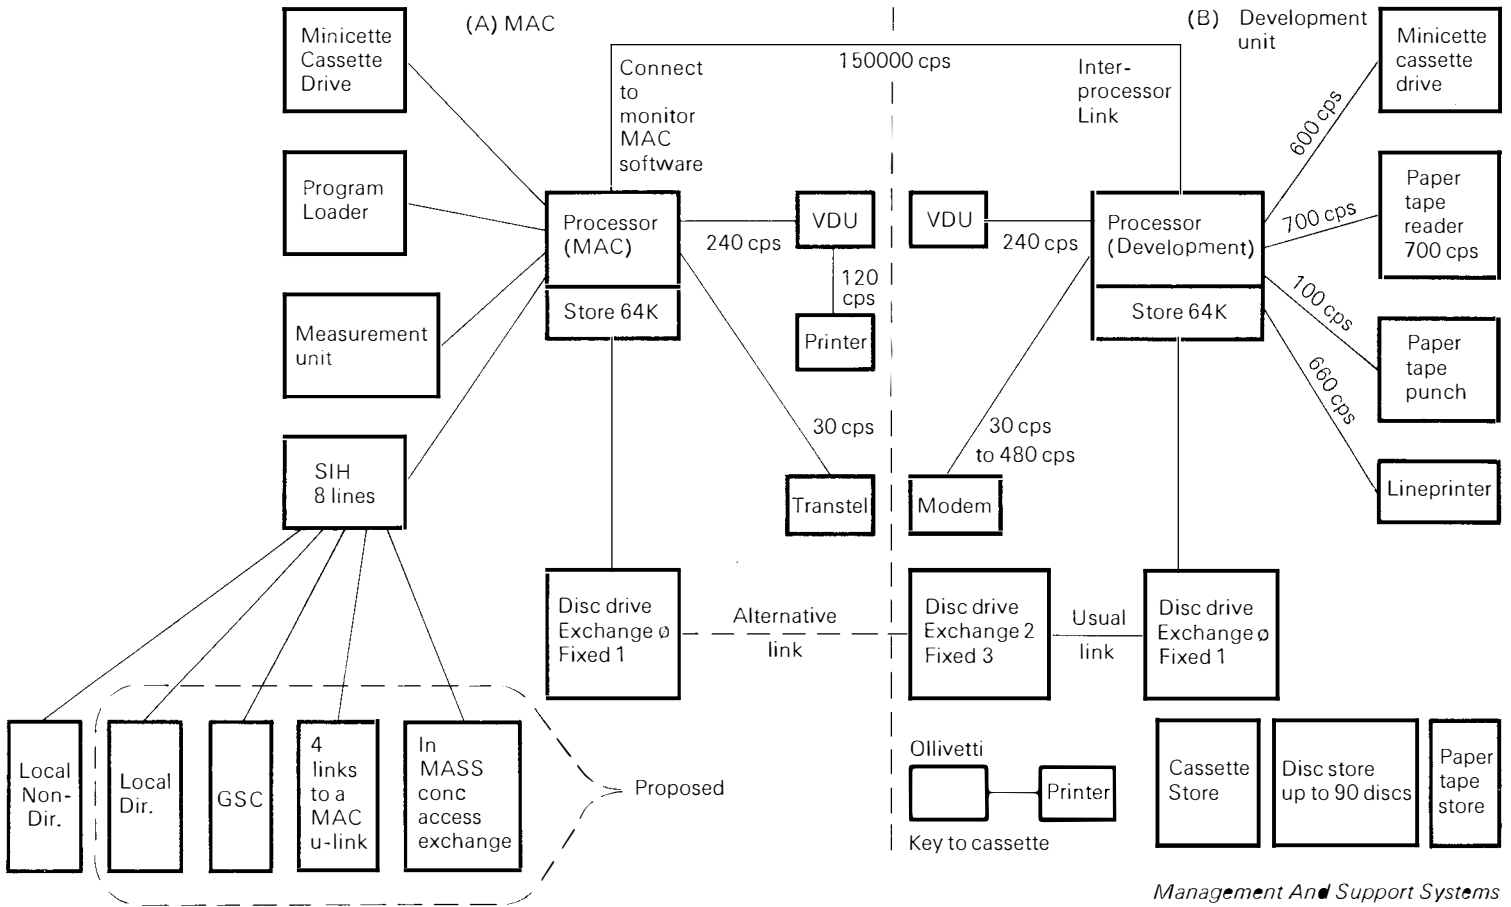 (A) MAC
(B) Development
unit
Minicette
Cassette
Drive
Program
Loader
Measurement
unit
SIH
8 lines
Connect
to
monitor
MAC
software
150000 cps
Inter-
processor
Link
Processor
(MAC)
Store 64K
240 cps
VDU
120
cps
Printer
30 cps
Transtel
VDU
240 cps
Processor
(Development)
Store 64K
30 cps
to 480 cps
Modem
600 cps
Minicette
cassette
drive
700 cps
Paper
tape
reader
700 cps
100 cps
Paper
tape
punch
660 cps
Lineprinter
Disc drive
Exchange ø
Fixed 1
Alternative
link
Disc drive
Exchange 2
Fixed 3
Usual
link
Disc drive
Exchange ø
Fixed 1
Local
Non-
Dir.
Local
Dir.
GSC
4
links
to a
MAC
u-link
In
MASS
conc
access
exchange
Proposed
Ollivetti
Printer
Key to cassette
Cassette
Store
Disc store
up to 90 discs
Paper
tape
store
Management And Support Systems